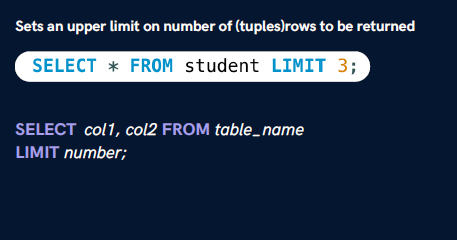 Sets an upper limit on number of (tuples)rows to be returned
SELECT * FROM student LIMIT 3;
SELECT col1, col2 FROM table_name
LIMIT number;